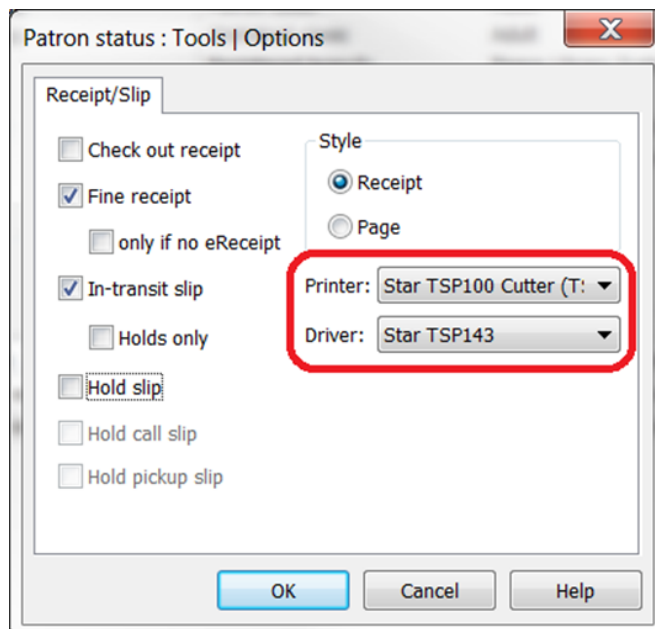 Patron status : Tools | Options
Receipt/Slip
Check out receipt
Fine receipt
only if no eReceipt
In-transit slip
Holds only
Hold slip
Hold call slip
Hold pickup slip
Style
Receipt
Page
Printer: Star TSP100 Cutter (T:
Driver: Star TSP143
OK Cancel Help